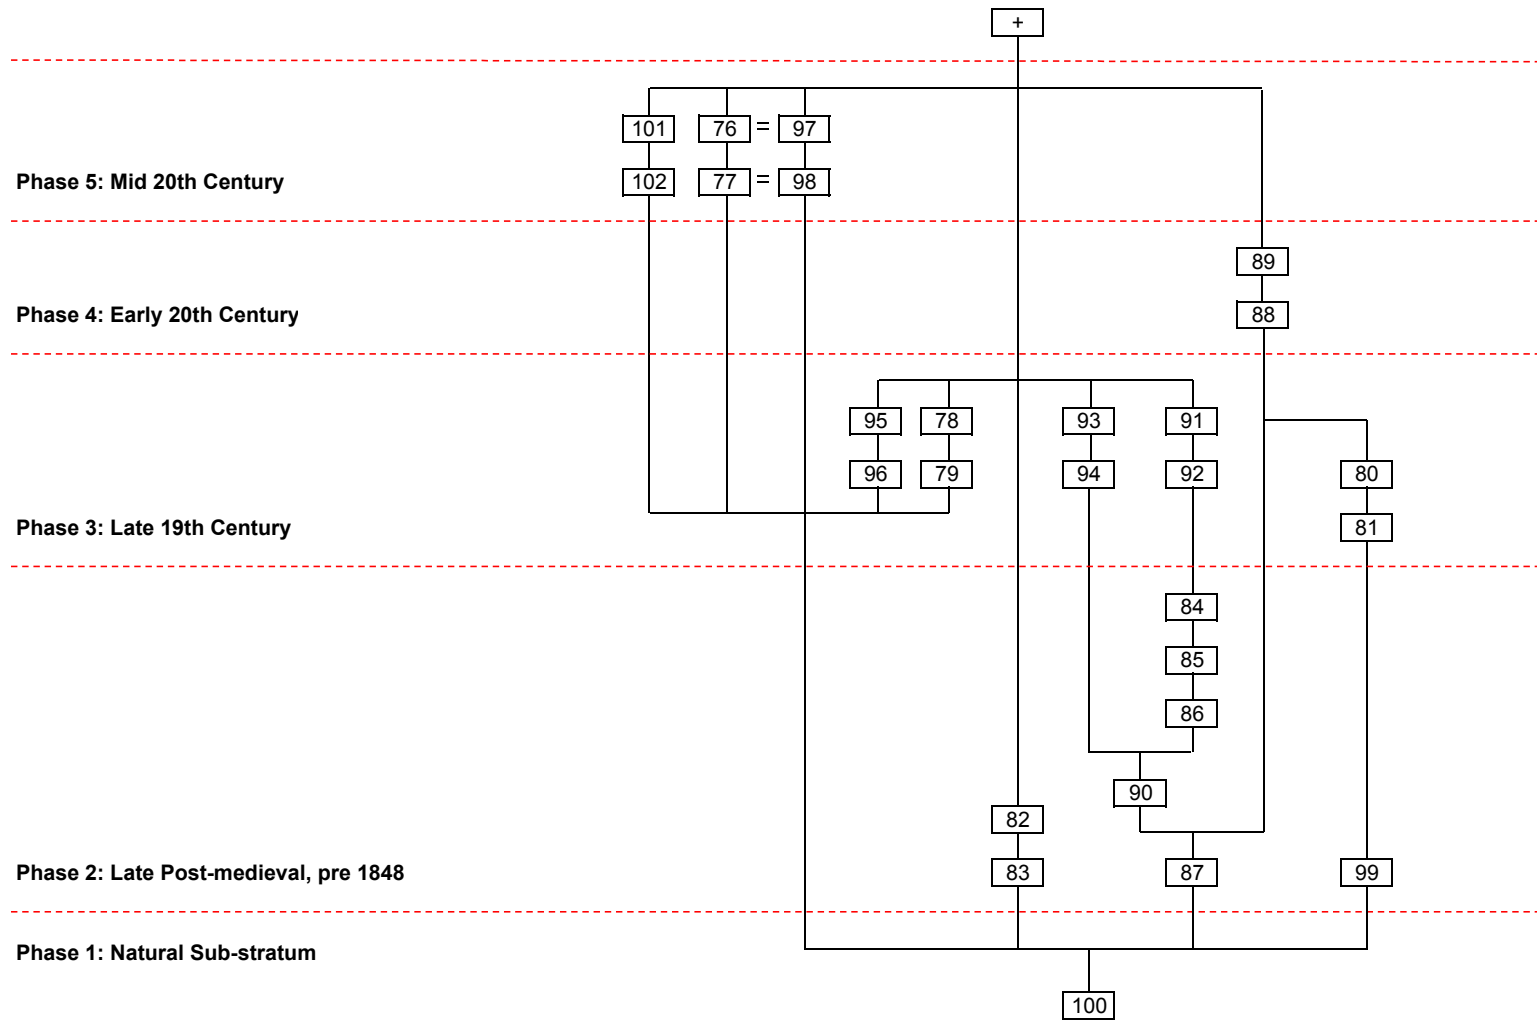 +
101 76 = 97
Phase 5: Mid 20th Century 102 77 = 98
89
Phase 4: Early 20th Century 88
95 78 93 91
96 79 94 92 80
Phase 3: Late 19th Century 81
84
85
86
90
82
Phase 2: Late Post-medieval, pre 1848 83 87 99
Phase 1: Natural Sub-stratum
100